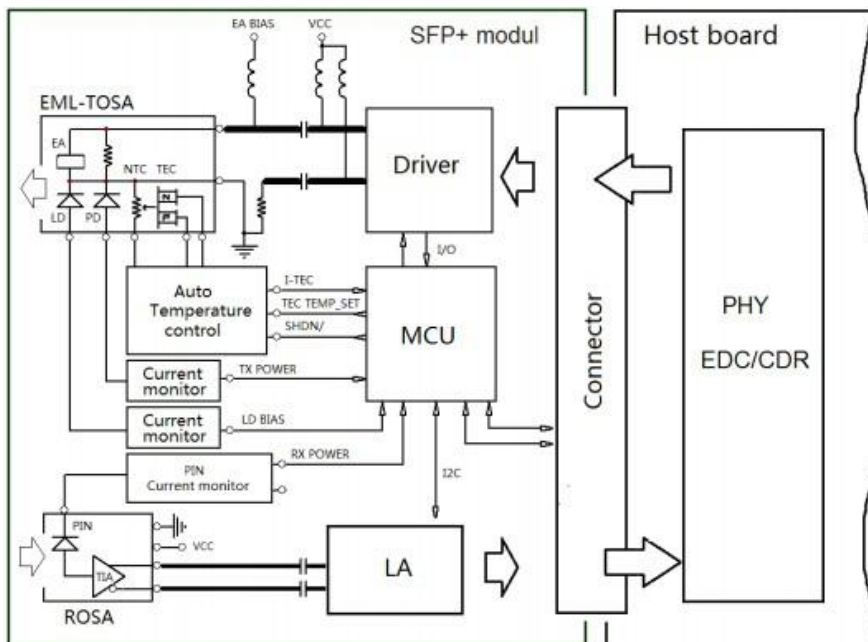 EA BIAS
VCC
SFP+ modul
Host board
EML-TOSA
EA
NTC
TEC
N
P
LD
PD
Driver
I/O
Auto
Temperature
control
I-TEC
TEC TEMP_SET
SHDN/
MCU
Connector
PHY
EDC/CDR
Current
monitor
TX POWER
Current
monitor
LD BIAS
PIN
Current monitor
RX POWER
I2C
PIN
VCC
TIA
LA
ROSA